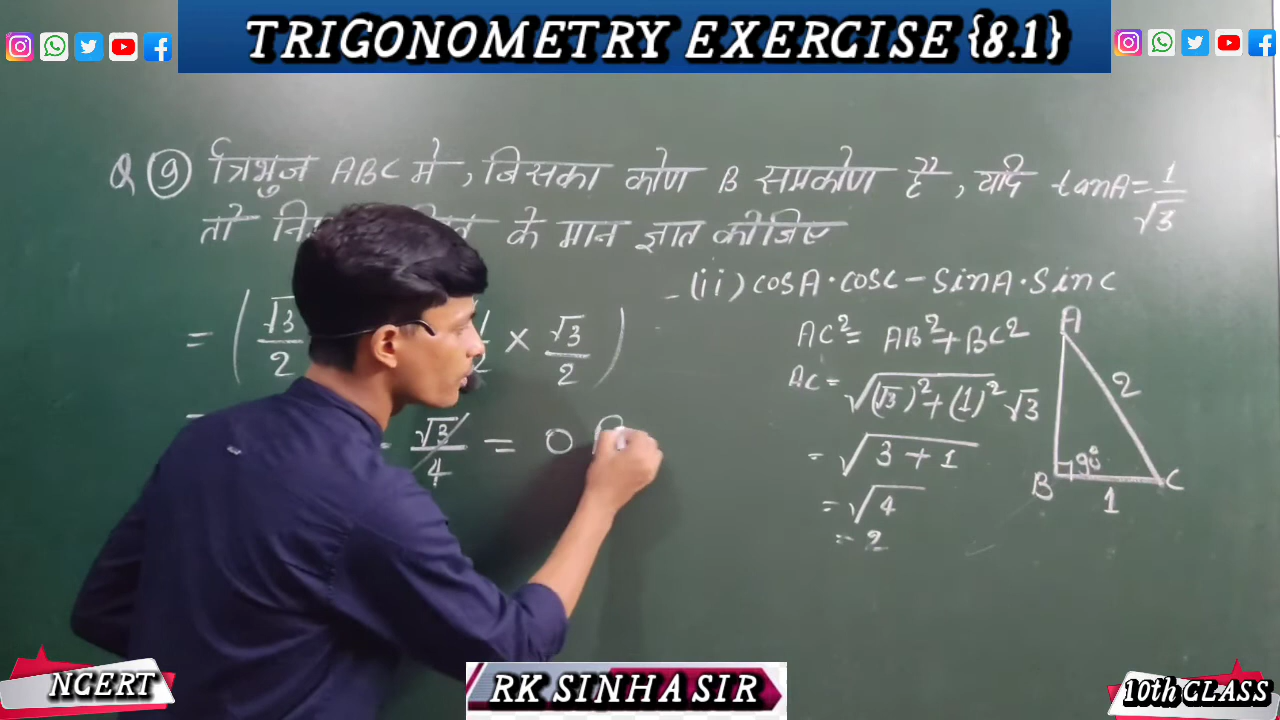 TRIGONOMETRY EXERCISE {8.1}
Q 9 त्रिभुज ABC मे, जिसका कोण B समकोण है, यदि tanA = 1/√3
तो के मान ज्ञात कीजिए
(ii) cosA·cosC − SinA·SinC
= ( √3/2 × √3/2 )
AC² = AB² + BC²
AC = √(√3)² + (1)²
= √3 + 1
= √4
= 2
A
2
√3
90°
B
1
C
= √3/4 = 0
NCERT
RK SINHA SIR
10th CLASS